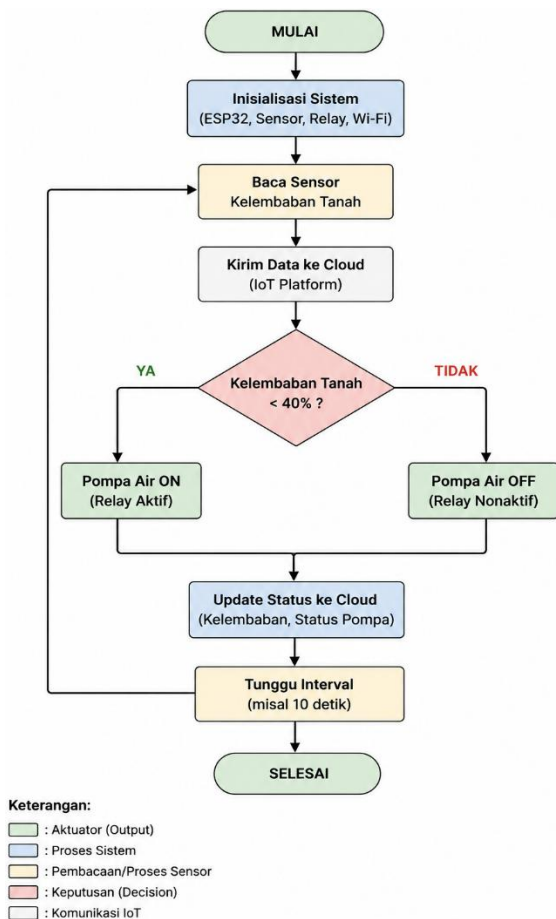 MULAI
Inisialisasi Sistem
(ESP32, Sensor, Relay, Wi-Fi)
Baca Sensor
Kelembaban Tanah
Kirim Data ke Cloud
(IoT Platform)
Kelembaban Tanah
< 40% ?
YA
TIDAK
Pompa Air ON
(Relay Aktif)
Pompa Air OFF
(Relay Nonaktif)
Update Status ke Cloud
(Kelembaban, Status Pompa)
Tunggu Interval
(misal 10 detik)
SELESAI
Keterangan:
: Aktuator (Output)
: Proses Sistem
: Pembacaan/Proses Sensor
: Keputusan (Decision)
: Komunikasi IoT